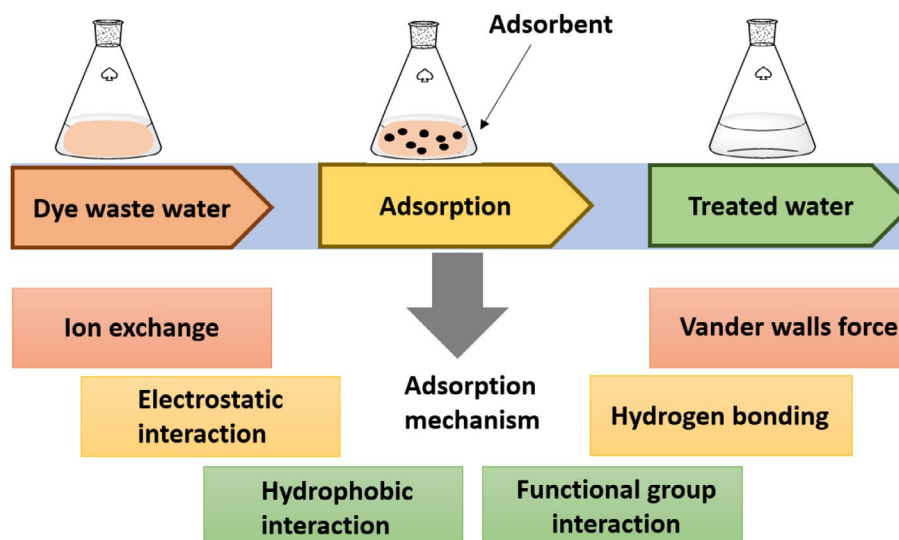 Adsorbent
Dye waste water
Adsorption
Treated water
Ion exchange
Vander walls force
Electrostatic
interaction
Adsorption
mechanism
Hydrogen bonding
Hydrophobic
interaction
Functional group
interaction